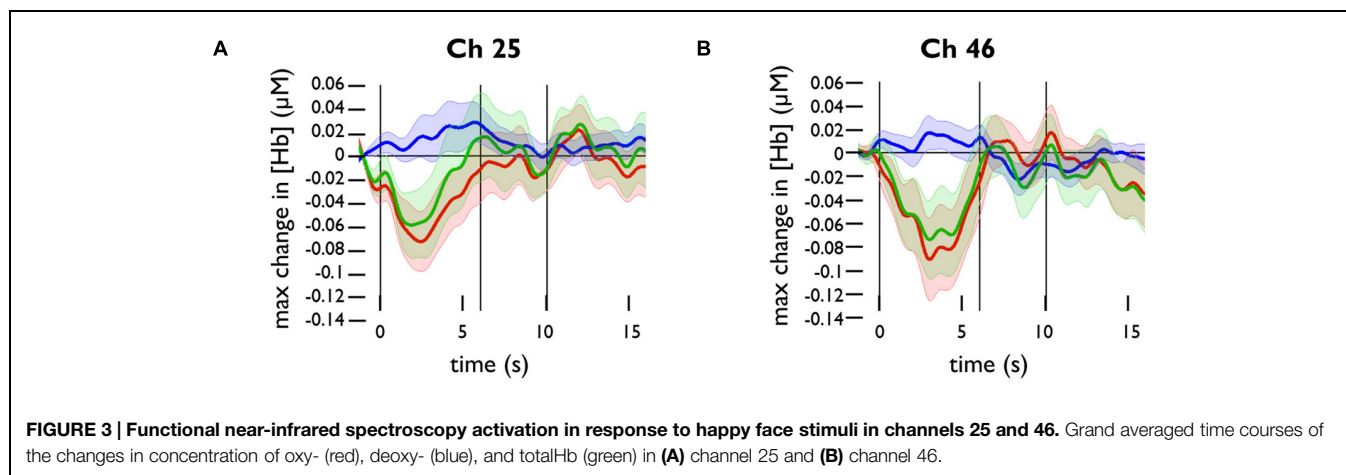 A
Ch 25
max change in [Hb] (µM)
0.06
0.04
0.02
0
-0.02
-0.04
-0.06
-0.08
-0.1
-0.12
-0.14
0 5 10 15
time (s)
B
Ch 46
max change in [Hb] (µM)
0.06
0.04
0.02
0
-0.02
-0.04
-0.06
-0.08
-0.1
-0.12
-0.14
0 5 10 15
time (s)
FIGURE 3 | Functional near-infrared spectroscopy activation in response to happy face stimuli in channels 25 and 46. Grand averaged time courses of
the changes in concentration of oxy- (red), deoxy- (blue), and totalHb (green) in (A) channel 25 and (B) channel 46.